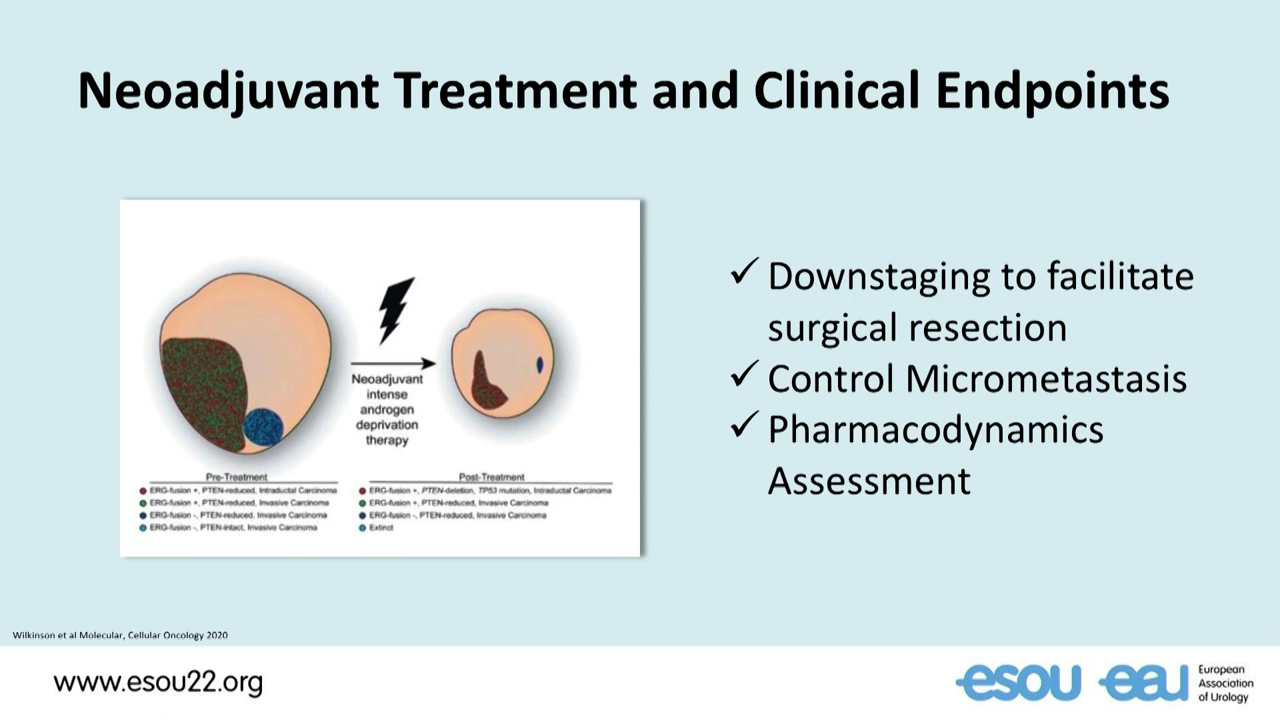 Neoadjuvant Treatment and Clinical Endpoints
Neoadjuvant
intense
androgen
deprivation
therapy
Pre-Treatment
ERG-fusion +, PTEN-reduced, Intraductal Carcinoma
ERG-fusion +, PTEN-reduced, Invasive Carcinoma
ERG-fusion -, PTEN-reduced, Invasive Carcinoma
ERG-fusion -, PTEN-intact, Invasive Carcinoma
Post-Treatment
ERG-fusion +, PTEN-deletion, TP53 mutation, Intraductal Carcinoma
ERG-fusion +, PTEN-reduced, Invasive Carcinoma
ERG-fusion -, PTEN-reduced, Invasive Carcinoma
Extinct
✓ Downstaging to facilitate
surgical resection
✓ Control Micrometastasis
✓ Pharmacodynamics
Assessment
Wilkinson et al Molecular, Cellular Oncology 2020
www.esou22.org
esou
eau
European
Association
of Urology